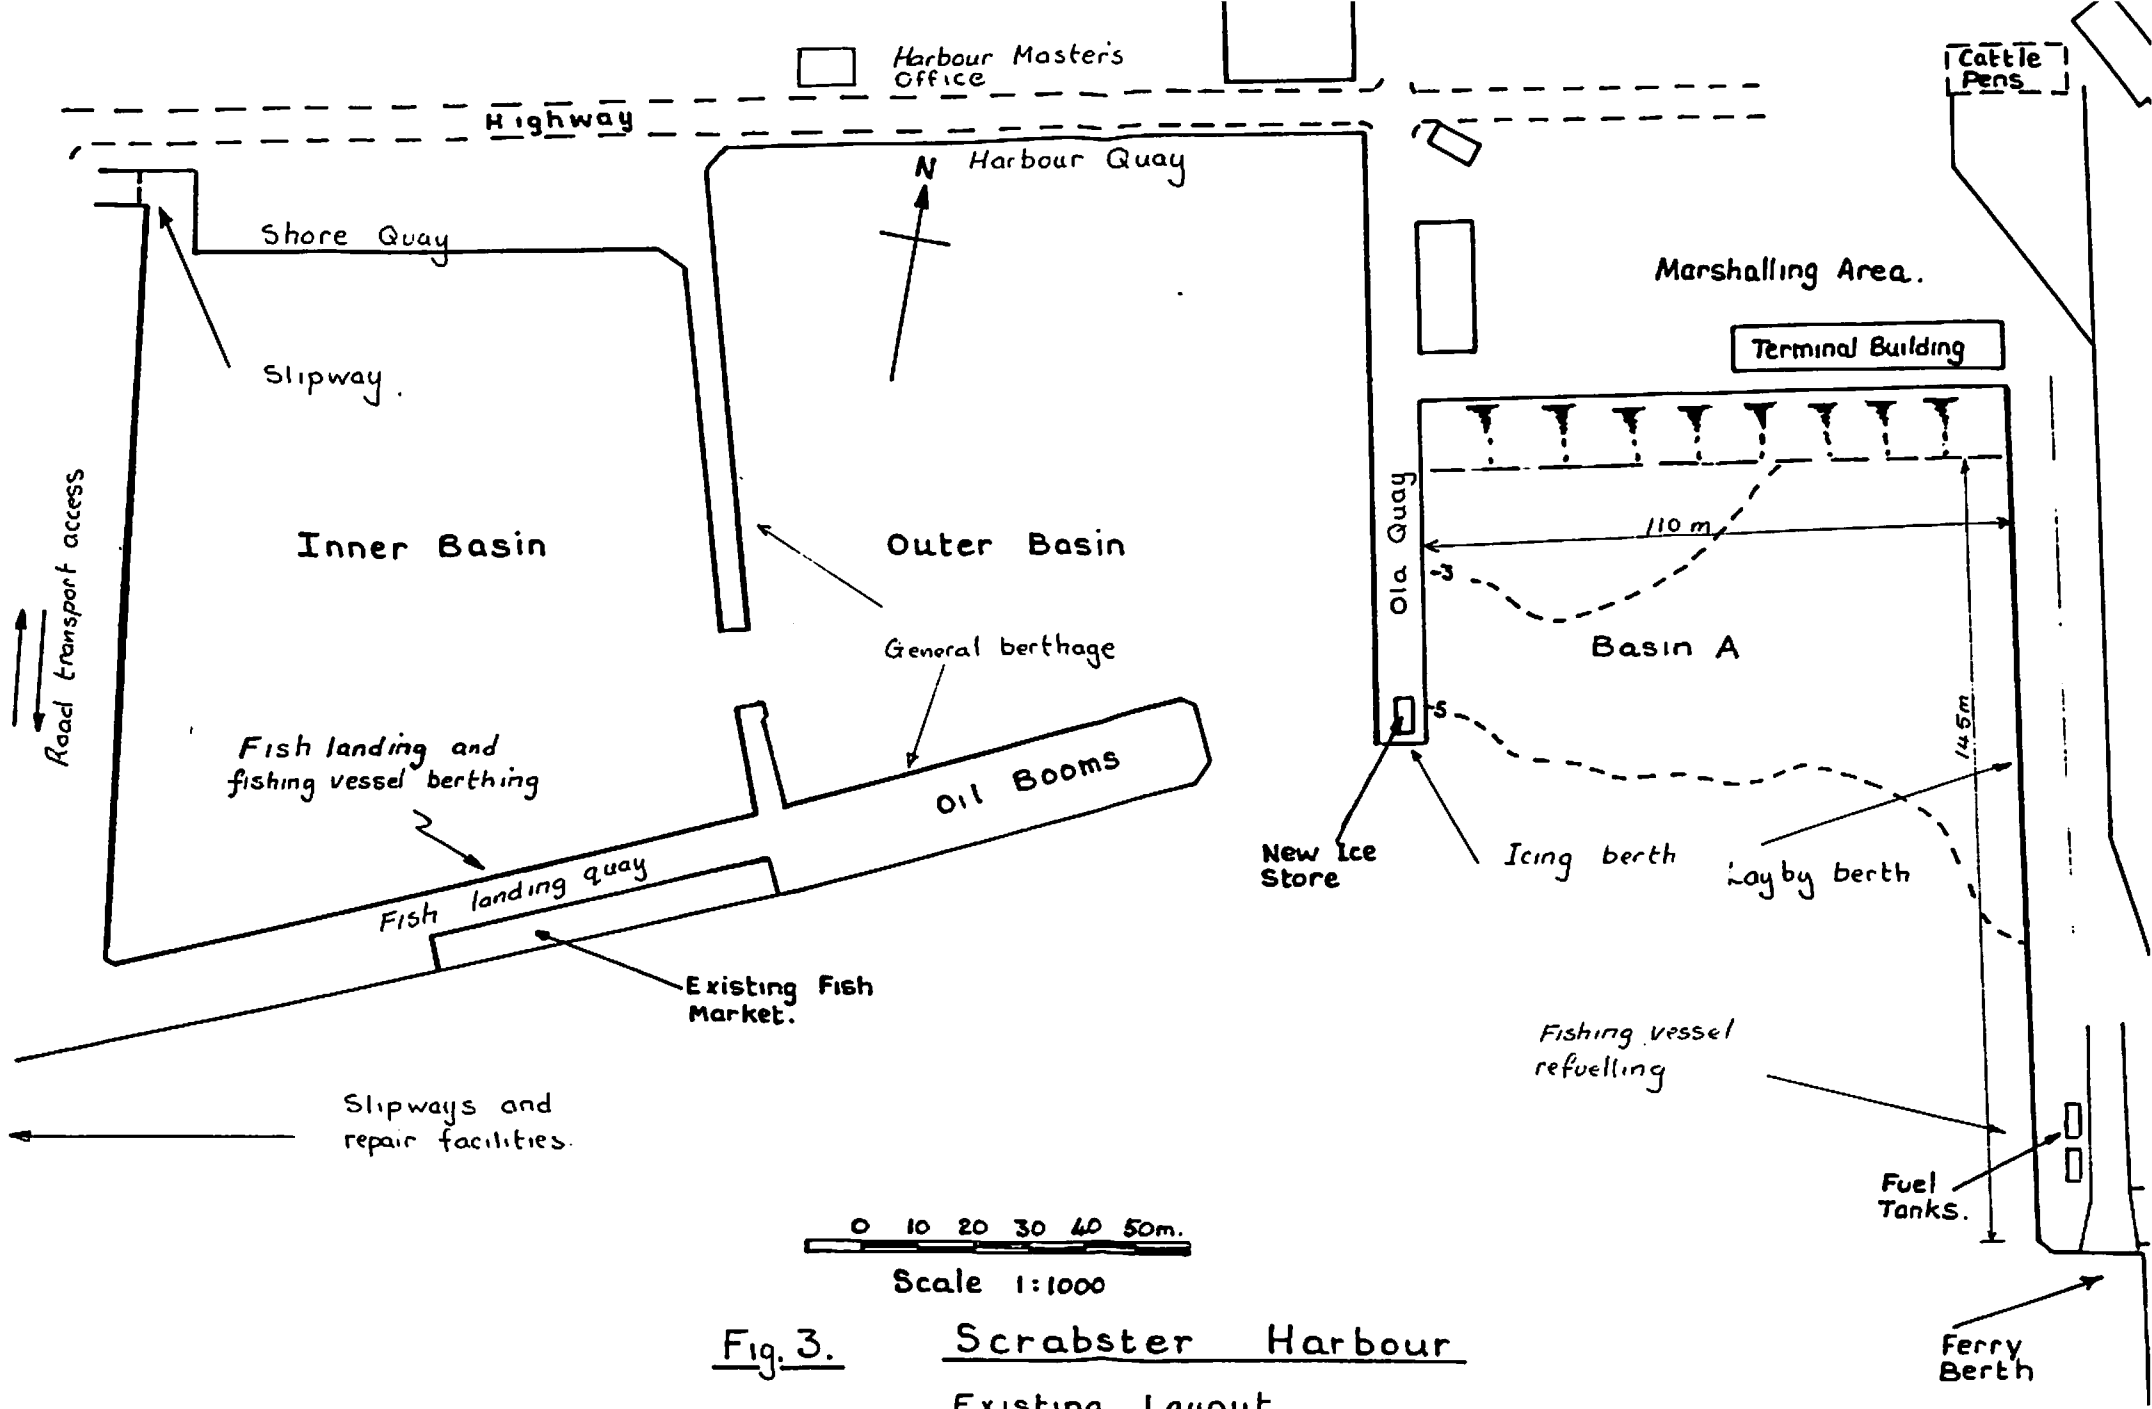 Harbour Master's
Office
Cattle
Pens
Highway
N
Harbour Quay
Shore Quay
Marshalling Area.
Slipway.
Terminal Building
Road transport access
Inner Basin
Outer Basin
Old Quay
110 m
-3
Basin A
General berthage
145m
-5
Fish landing and
fishing vessel berthing
Oil Booms
New Ice
Store
Icing berth
Layby berth
Fish landing quay
Existing Fish
Market.
Fishing vessel
refuelling
Slipways and
repair facilities.
Fuel
Tanks.
0 10 20 30 40 50m.
Scale 1:1000
Fig. 3. Scrabster Harbour
Ferry
Berth
Existing Layout